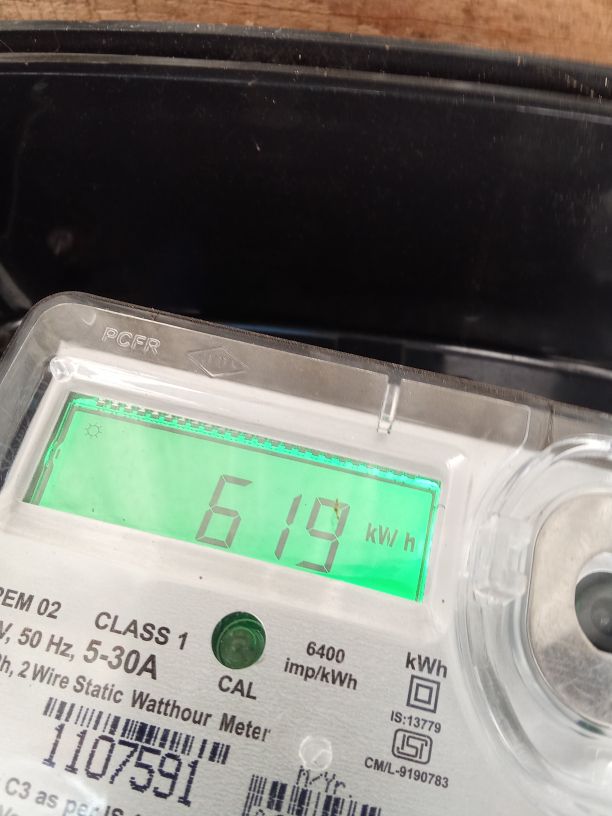 PCFR
619 kW h
PEM 02 CLASS 1
V, 50 Hz, 5-30A
6400
imp/kWh
kWh
CAL
2 Wire Static Watthour Meter
IS:13779
ISI
CM/L-9190783
1107591
C3 as per IS